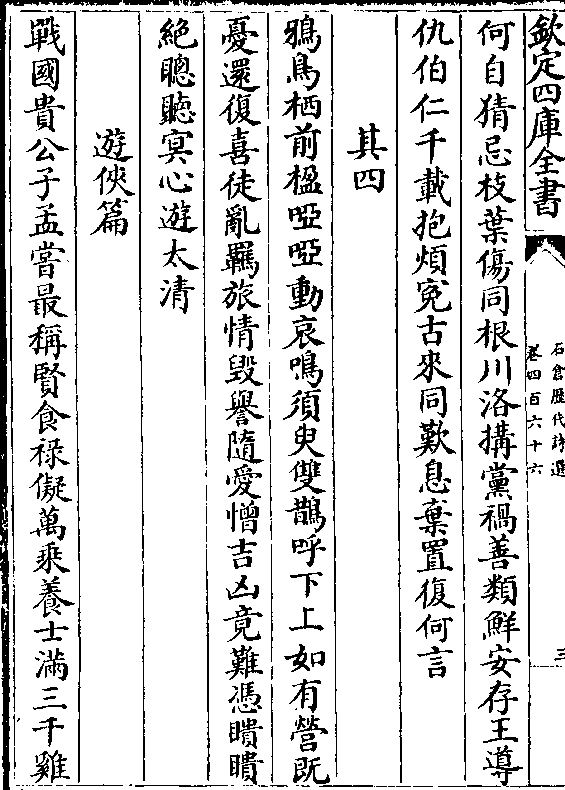 欽定四庫全書
石倉歷代詩選
卷四百六十六
三
何自猜忌枝葉傷同根川洛搆黨禍善類鮮安存王導
仇伯仁千載抱煩寃古來同歎息棄置復何言
其四
鴉鳥栖前楹啞啞動哀鳴須臾雙鵲呼下上如有營既
憂還復喜徒亂羈旅情毀譽隨愛憎吉凶竟難憑瞶瞶
絶聰聽冥心遊太清
遊俠篇
戰國貴公子孟嘗最稱賢食禄儗萬乘養士滿三千雞